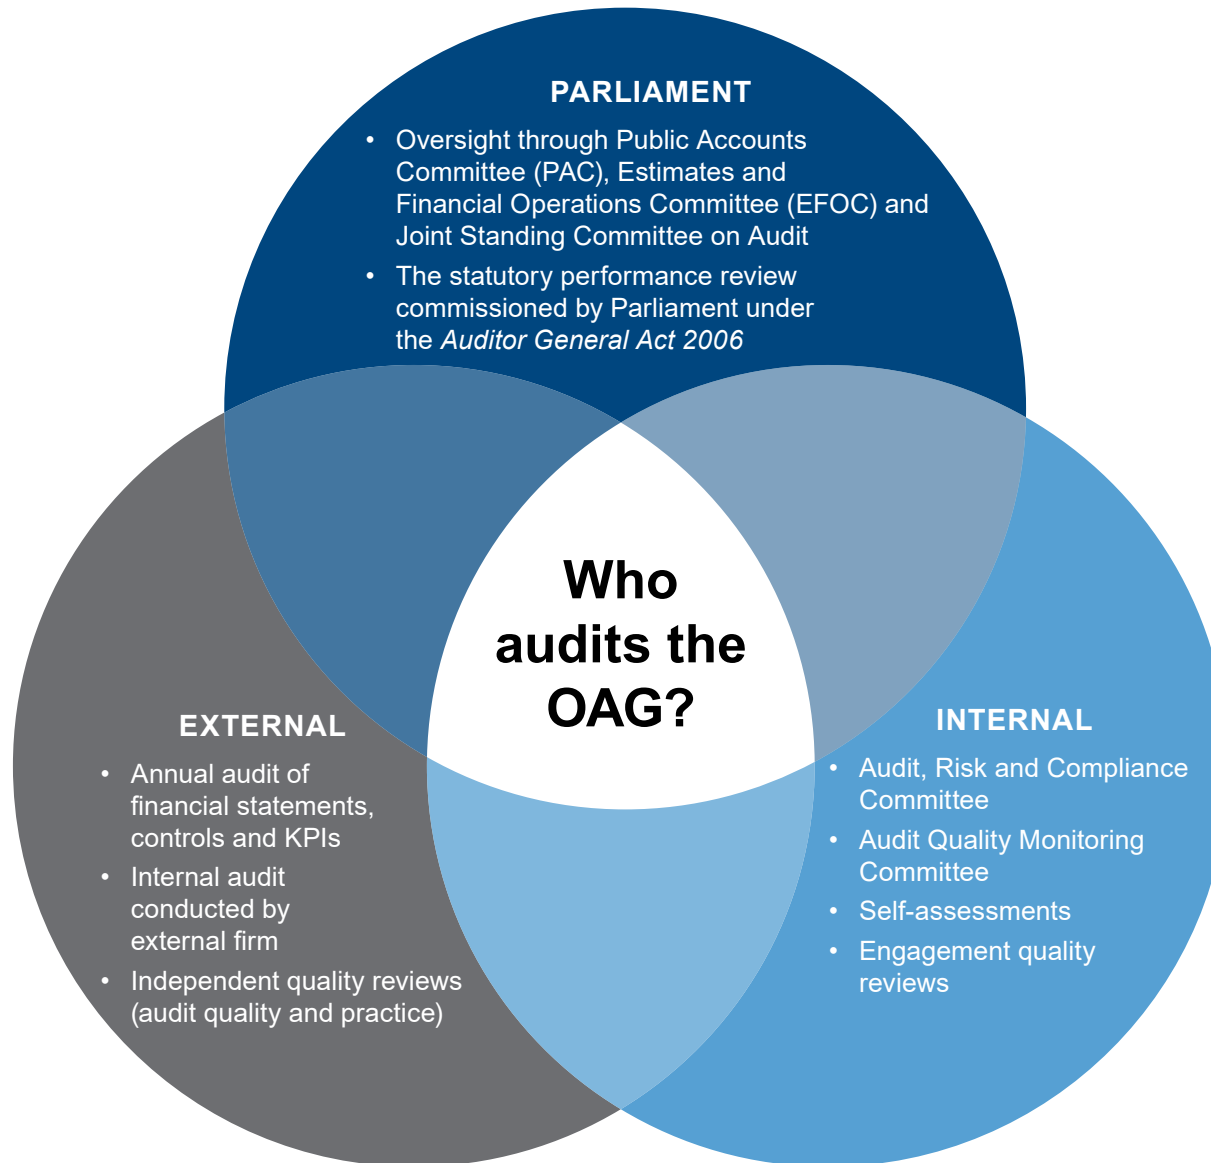 PARLIAMENT
• Oversight through Public Accounts
Committee (PAC), Estimates and
Financial Operations Committee (EFOC) and
Joint Standing Committee on Audit
• The statutory performance review
commissioned by Parliament under
the Auditor General Act 2006
Who
audits the
OAG?
EXTERNAL
• Annual audit of
financial statements,
controls and KPIs
• Internal audit
conducted by
external firm
• Independent quality reviews
(audit quality and practice)
INTERNAL
• Audit, Risk and Compliance
Committee
• Audit Quality Monitoring
Committee
• Self-assessments
• Engagement quality
reviews